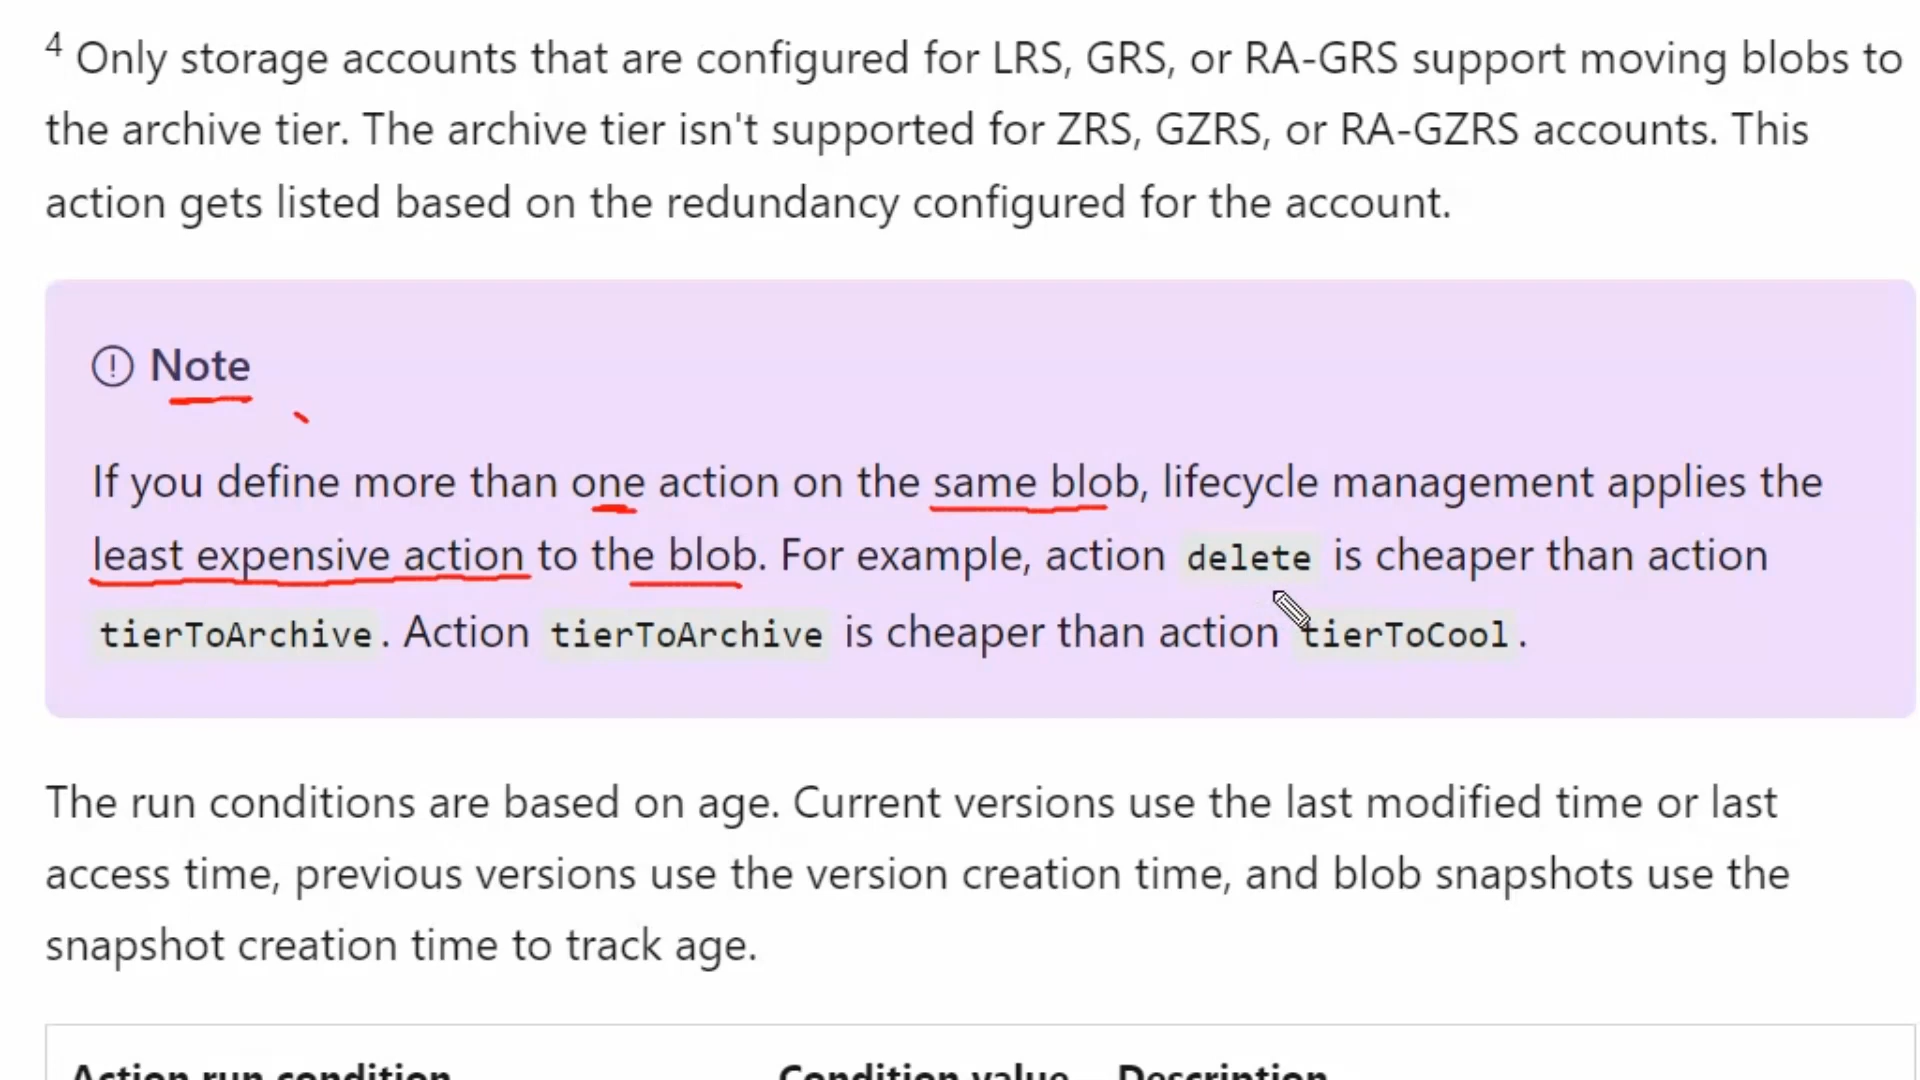 4 Only storage accounts that are configured for LRS, GRS, or RA-GRS support moving blobs to
the archive tier. The archive tier isn't supported for ZRS, GZRS, or RA-GZRS accounts. This
action gets listed based on the redundancy configured for the account.
Note
If you define more than one action on the same blob, lifecycle management applies the
least expensive action to the blob. For example, action delete is cheaper than action
tierToArchive. Action tierToArchive is cheaper than action tierToCool.
The run conditions are based on age. Current versions use the last modified time or last
access time, previous versions use the version creation time, and blob snapshots use the
snapshot creation time to track age.
Action run condition Condition value Description